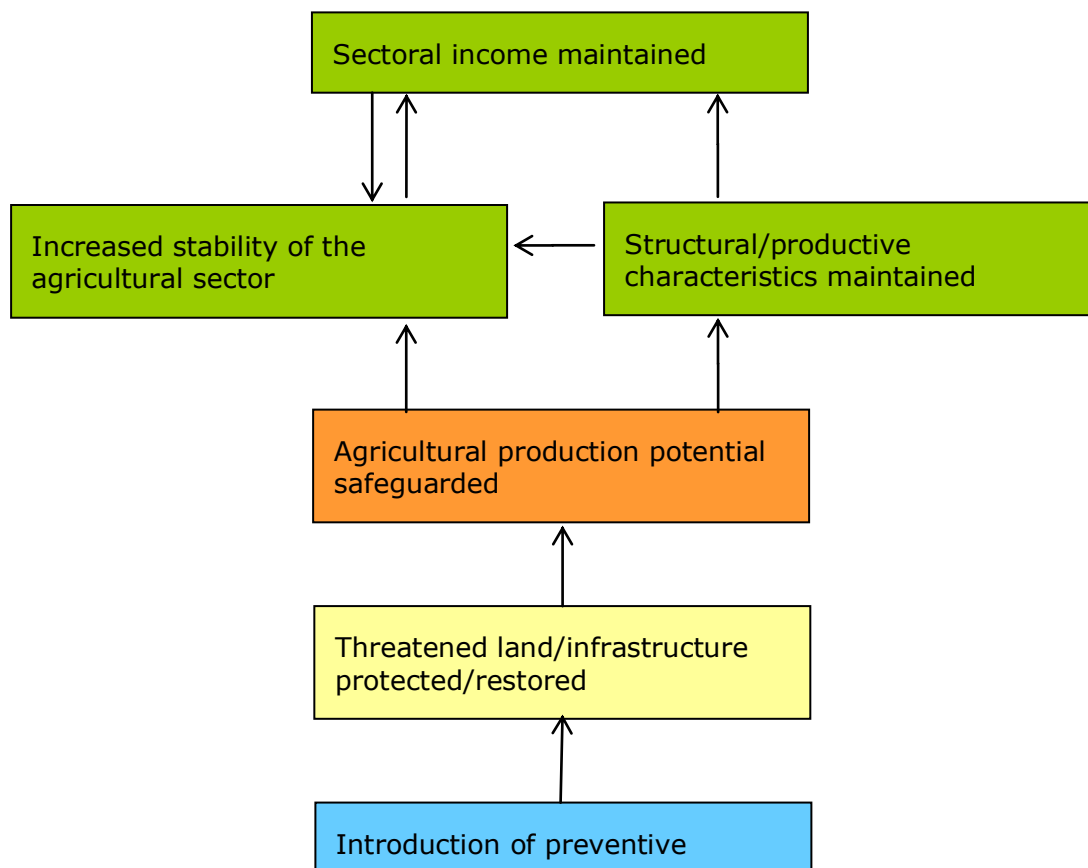 Sectoral income maintained
Increased stability of the
agricultural sector
Structural/productive
characteristics maintained
Agricultural production potential
safeguarded
Threatened land/infrastructure
protected/restored
Introduction of preventive